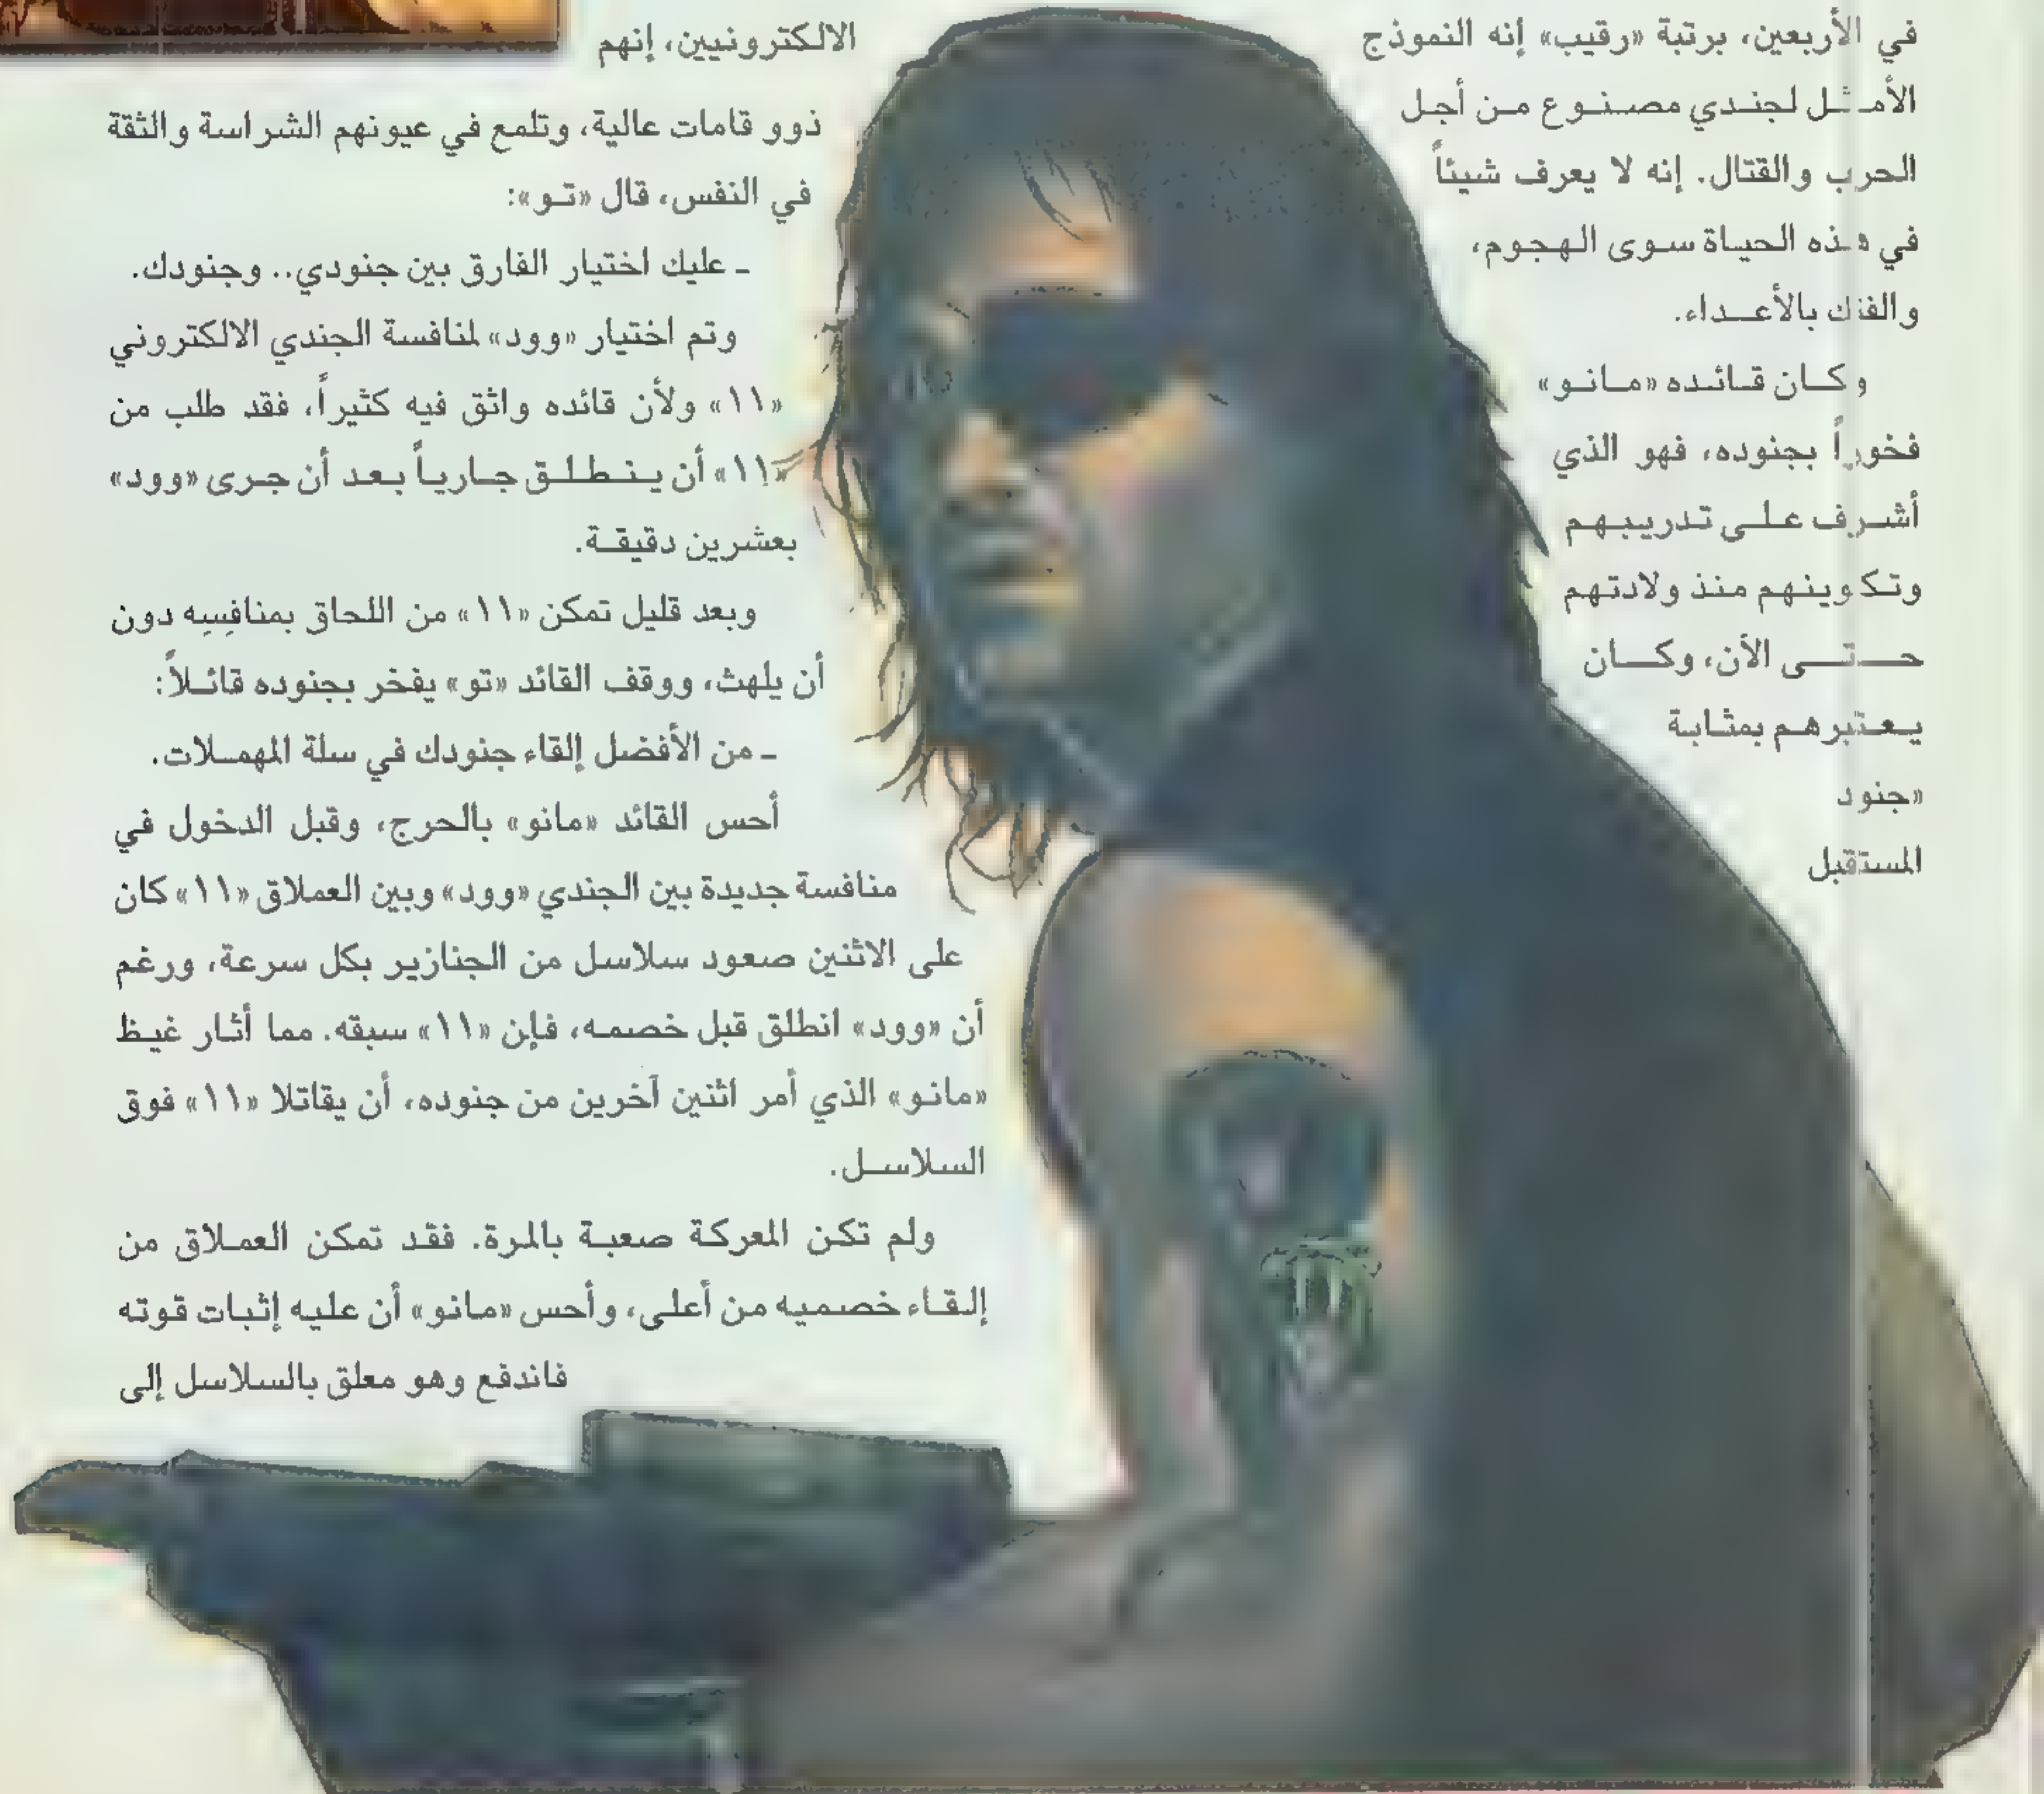 في الأربعين، برتبة «رقيب» إنه النموذج
الأمثل لجندي مصنوع من أجل
الحرب والقتال. إنه لا يعرف شيئاً
في هذه الحياة سوى الهجوم،
والفتك بالأعداء.
وكان قائده «مانو»
فخوراً بجنوده، فهو الذي
أشرف على تدريبهم
وتكوينهم منذ ولادتهم
حتى الأن، وكان
يعتبرهم بمثابة
«جنود
المستقبل
الالكترونيين، إنهم
ذوو قامات عالية، وتلمع في عيونهم الشراسة والثقة
في النفس، قال «تو»:
ـ عليك اختيار الفارق بين جنودي.. وجنودك.
وتم اختيار «وود» لمنافسة الجندي الالكتروني
«١١» ولأن قائده واثق فيه كثيراً، فقد طلب من
«١١» أن ينطلق جارياً بعد أن جرى «وود»
بعشرين دقيقة.
وبعد قليل تمكن «١١» من اللحاق بمنافسِه دون
أن يلهث، ووقف القائد «تو» يفخر بجنوده قائلاً:
ـ من الأفضل إلقاء جنودك في سلة المهملات.
أحس القائد «مانو» بالحرج، وقبل الدخول في
منافسة جديدة بين الجندي «وود» وبين العملاق «١١» كان
على الاثنين صعود سلاسل من الجنازير بكل سرعة، ورغم
أن «وود» انطلق قبل خصمه، فإن «١١» سبقه. مما أثار غيظ
«مانو» الذي أمر اثنين آخرين من جنوده، أن يقاتلا «١١» فوق
السلاسل.
ولم تكن المعركة صعبة بالمرة. فقد تمكن العملاق من
إلقاء خصميه من أعلى، وأحس «مانو» أن عليه إثبات قوته
فاندفع وهو معلق بالسلاسل إلى